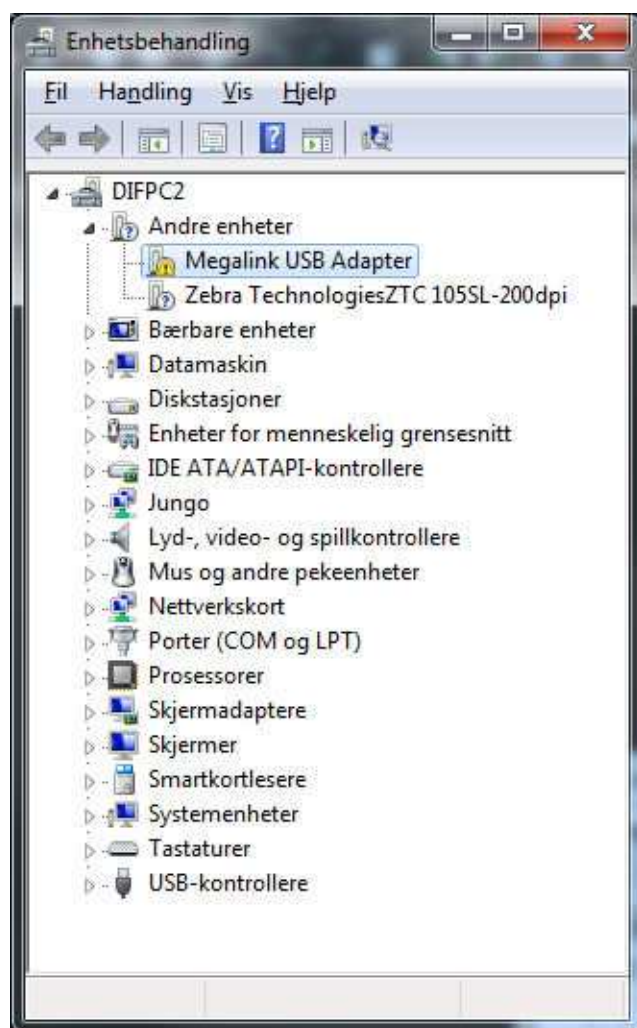 Enhetsbehandling
Fil Handling Vis Hjelp
DIFPC2
Andre enheter
Megalink USB Adapter
Zebra TechnologiesZTC 105SL-200dpi
Bærbare enheter
Datamaskin
Diskstasjoner
Enheter for menneskelig grensesnitt
IDE ATA/ATAPI-kontrollere
Jungo
Lyd-, video- og spillkontrollere
Mus og andre pekeenheter
Nettverkskort
Porter (COM og LPT)
Prosessorer
Skjermadaptere
Skjermer
Smartkortlesere
Systemenheter
Tastaturer
USB-kontrollere